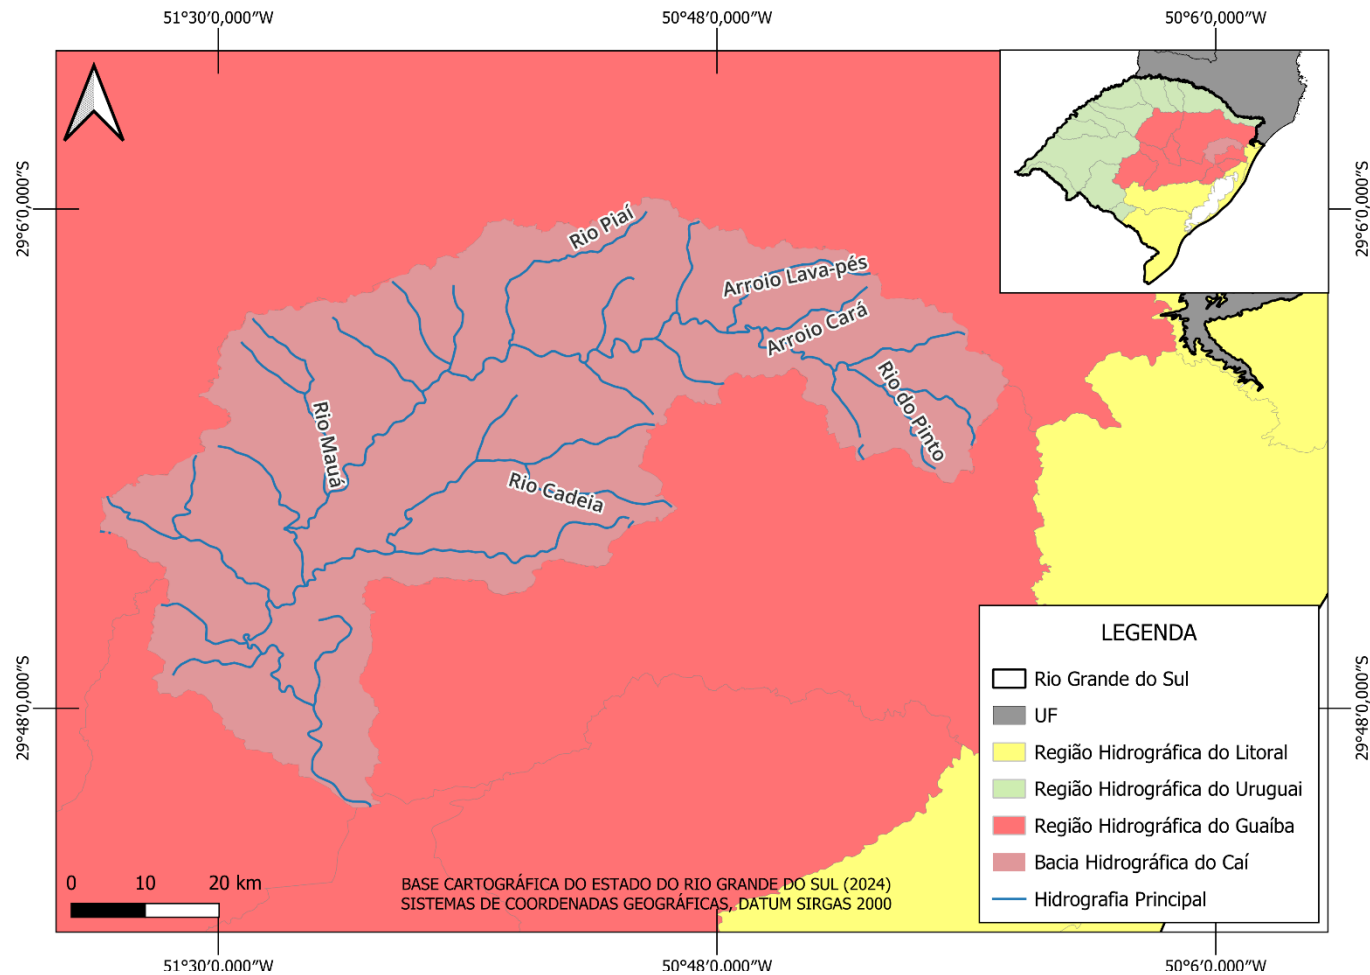 51°30′0,000″W
50°48′0,000″W
50°6′0,000″W
29°6′0,000″S
29°6′0,000″S
Rio Piaí
Arroio Lava-pés
Arroio Cará
Rio do Pinto
Rio Mauá
Rio Cadeia
29°48′0,000″S
29°48′0,000″S
LEGENDA
Rio Grande do Sul
UF
Região Hidrográfica do Litoral
Região Hidrográfica do Uruguai
Região Hidrográfica do Guaíba
Bacia Hidrográfica do Caí
Hidrografia Principal
0 10 20 km
BASE CARTOGRÁFICA DO ESTADO DO RIO GRANDE DO SUL (2024)
SISTEMAS DE COORDENADAS GEOGRÁFICAS, DATUM SIRGAS 2000
51°30′0,000″W
50°48′0,000″W
50°6′0,000″W